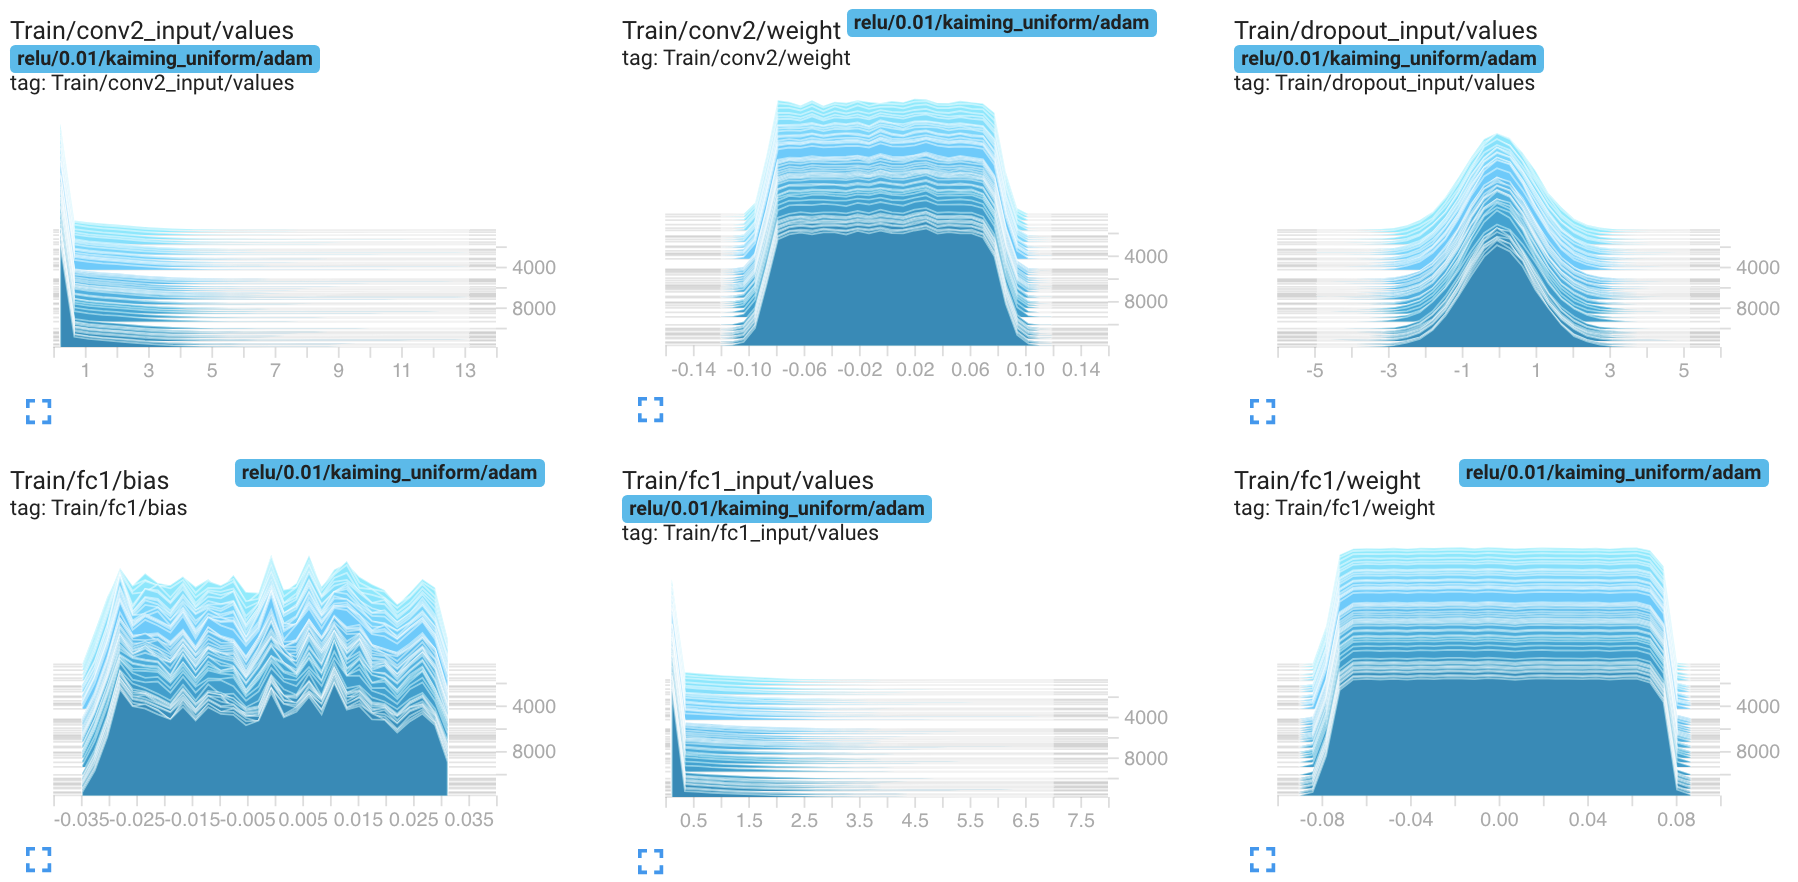 Train/conv2_input/values
relu/0.01/kaiming_uniform/adam
tag: Train/conv2_input/values
4000
8000
1 3 5 7 9 11 13
Train/conv2/weight relu/0.01/kaiming_uniform/adam
tag: Train/conv2/weight
4000
8000
-0.14 -0.10 -0.06 -0.02 0.02 0.06 0.10 0.14
Train/dropout_input/values
relu/0.01/kaiming_uniform/adam
tag: Train/dropout_input/values
4000
8000
-5 -3 -1 1 3 5
Train/fc1/bias relu/0.01/kaiming_uniform/adam
tag: Train/fc1/bias
4000
8000
-0.035 -0.025 -0.015 -0.005 0.005 0.015 0.025 0.035
Train/fc1_input/values
relu/0.01/kaiming_uniform/adam
tag: Train/fc1_input/values
4000
8000
0.5 1.5 2.5 3.5 4.5 5.5 6.5 7.5
Train/fc1/weight relu/0.01/kaiming_uniform/adam
tag: Train/fc1/weight
4000
8000
-0.08 -0.04 0.00 0.04 0.08